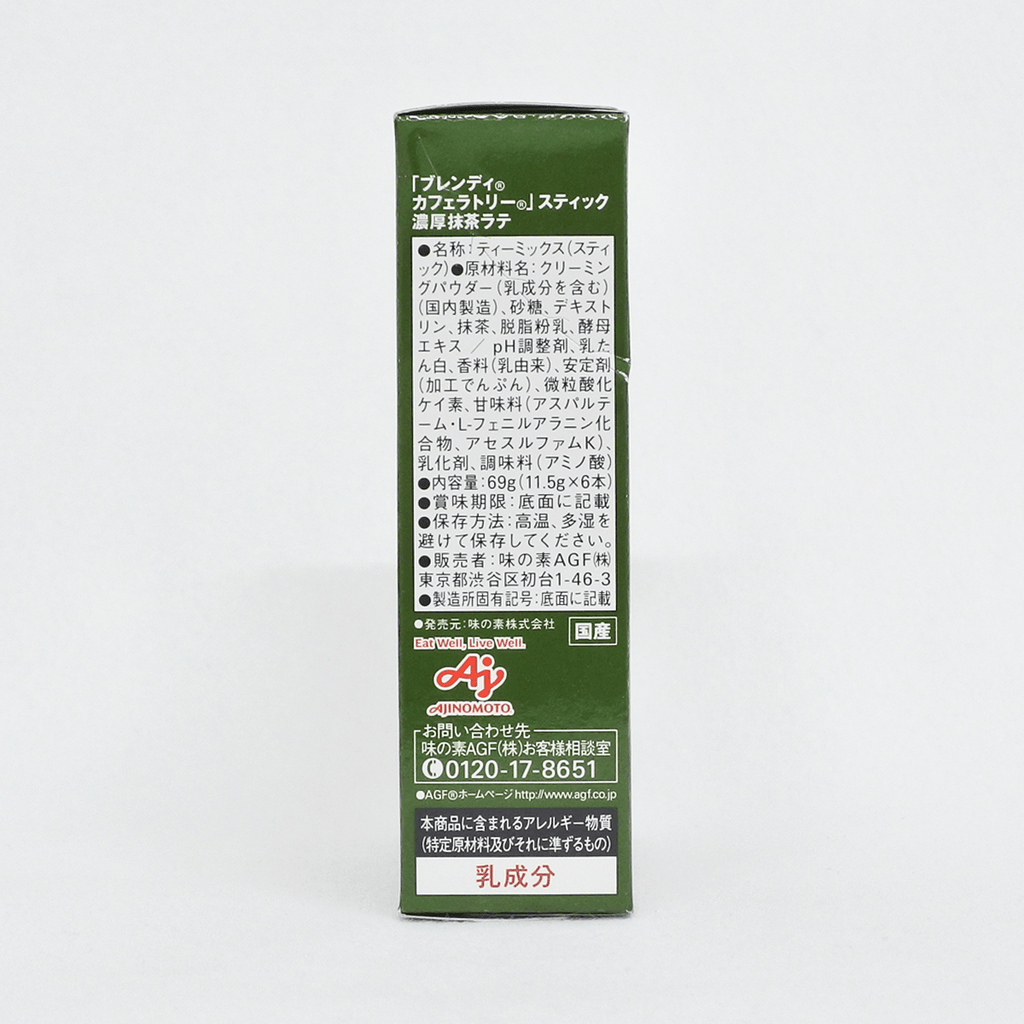 「ブレンディ®
カフェラトリー®」スティック
濃厚抹茶ラテ
●名称：ティーミックス(スティ
ック)●原材料名：クリーミン
グパウダー(乳成分を含む)
(国内製造)、砂糖、デキスト
リン、抹茶、脱脂粉乳、酵母
エキス ／ pH調整剤、乳た
ん白、香料(乳由来)、安定剤
(加工でんぷん)、微粒酸化
ケイ素、甘味料(アスパルテ
ーム・L-フェニルアラニン化
合物、アセスルファムK)、
乳化剤、調味料(アミノ酸)
●内容量：69g(11.5g×6本)
●賞味期限：底面に記載
●保存方法：高温、多湿を
避けて保存してください。
●販売者：味の素AGF㈱
東京都渋谷区初台1-46-3
●製造所固有記号：底面に記載
●発売元：味の素株式会社
国産
Eat Well, Live Well.
Aj
AJINOMOTO
お問い合わせ先
味の素AGF(株)お客様相談室
0120-17-8651
●AGF®ホームページ http://www.agf.co.jp
本商品に含まれるアレルギー物質
(特定原材料及びそれに準ずるもの)
乳成分